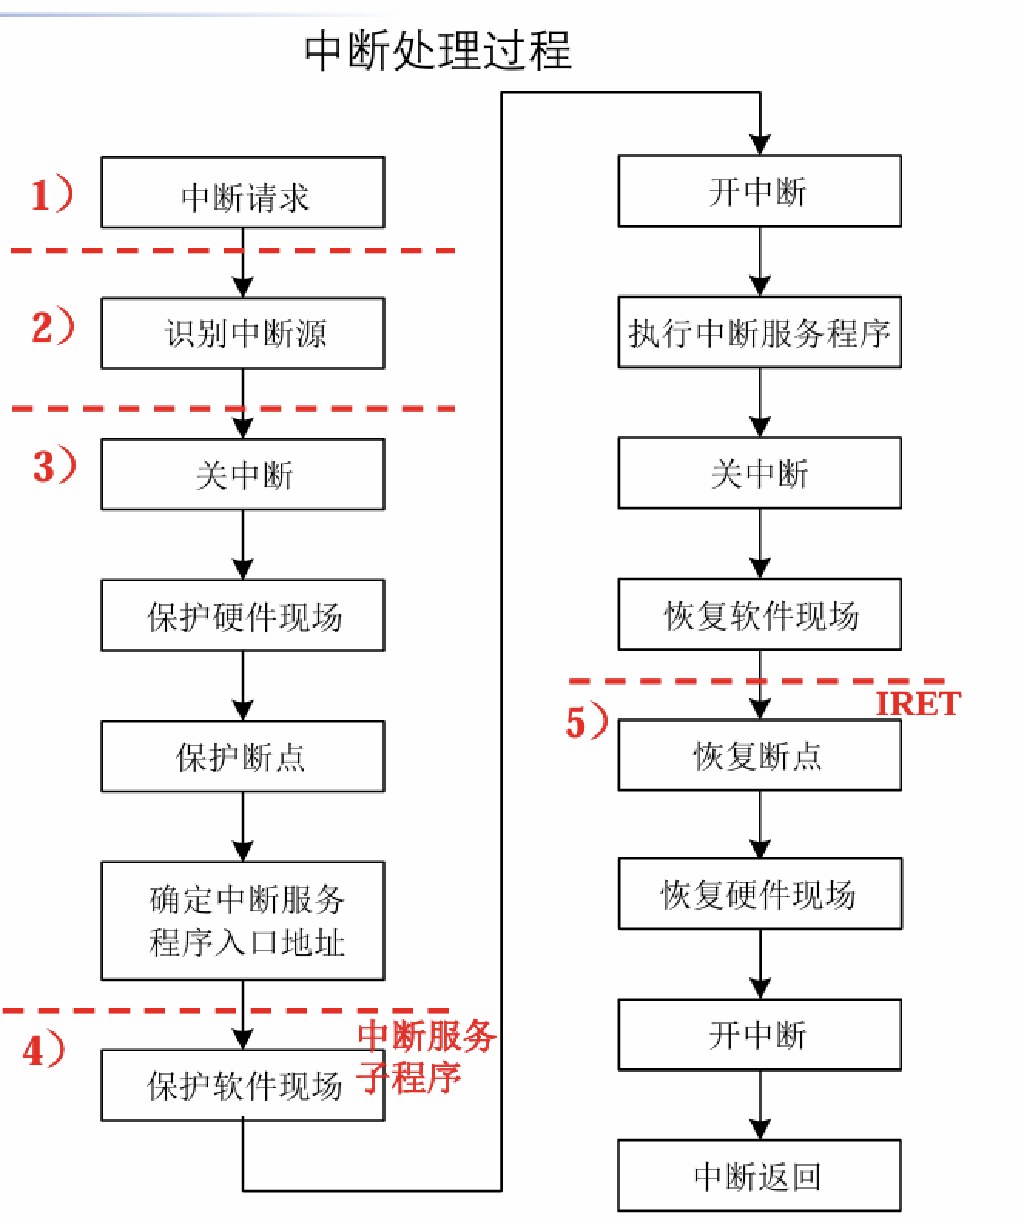 中断处理过程
1)
中断请求
2)
识别中断源
3)
关中断
保护硬件现场
保护断点
确定中断服务
程序入口地址
4)
中断服务
子程序
保护软件现场
开中断
执行中断服务程序
关中断
恢复软件现场
IRET
5)
恢复断点
恢复硬件现场
开中断
中断返回